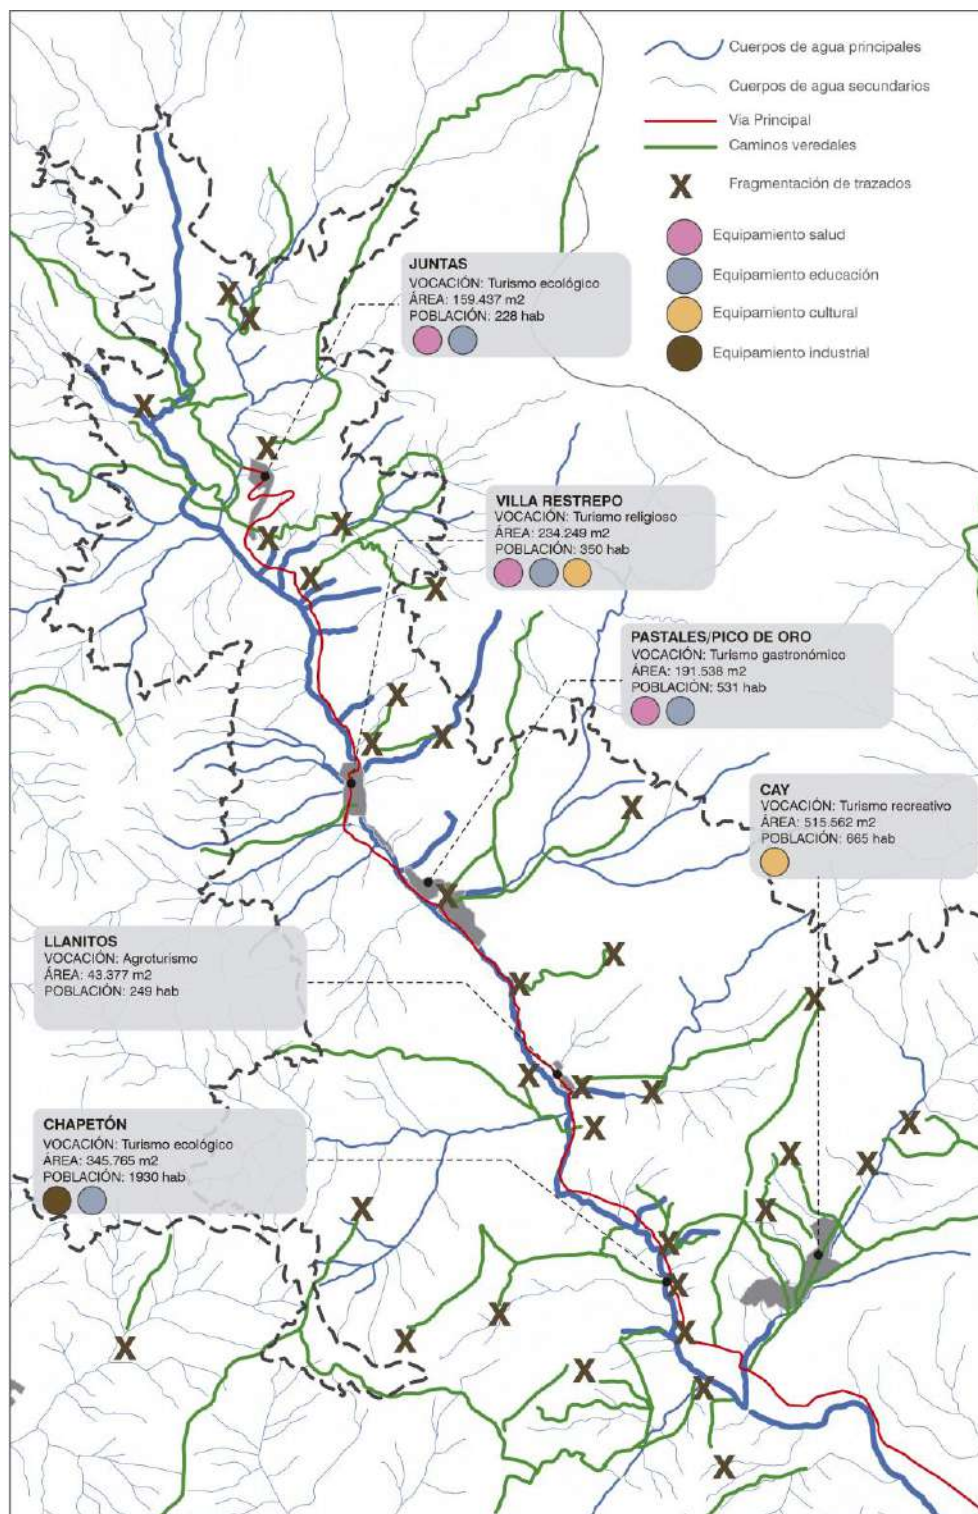 Cuerpos de agua principales
Cuerpos de agua secundarios
Via Principal
Caminos veredales
X Fragmentación de trazados
Equipamiento salud
Equipamiento educación
Equipamiento cultural
Equipamiento industrial
JUNTAS
VOCACIÓN: Turismo ecológico
ÁREA: 159.437 m2
POBLACIÓN: 228 hab
VILLA RESTREPO
VOCACIÓN: Turismo religioso
ÁREA: 234.249 m2
POBLACIÓN: 350 hab
PASTALES/PICO DE ORO
VOCACIÓN: Turismo gastronómico
ÁREA: 191.538 m2
POBLACIÓN: 531 hab
CAY
VOCACIÓN: Turismo recreativo
ÁREA: 515.562 m2
POBLACIÓN: 665 hab
LLANITOS
VOCACIÓN: Agroturismo
ÁREA: 43.377 m2
POBLACIÓN: 249 hab
CHAPETÓN
VOCACIÓN: Turismo ecológico
ÁREA: 345.765 m2
POBLACIÓN: 1930 hab